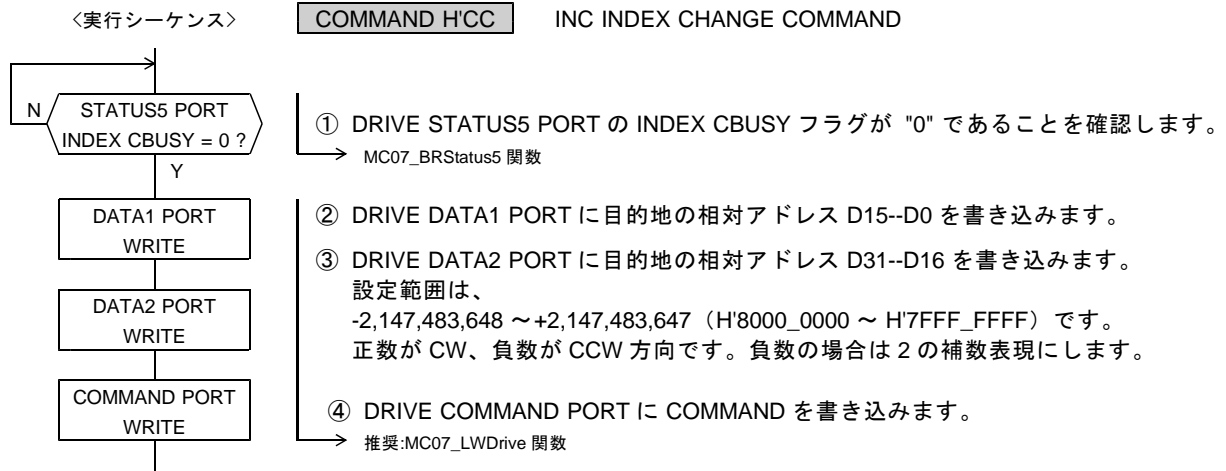 〈実行シーケンス〉 COMMAND H'CC INC INDEX CHANGE COMMAND
N STATUS5 PORT
INDEX CBUSY = 0 ?
Y
① DRIVE STATUS5 PORT の INDEX CBUSY フラグが "0" であることを確認します。
MC07_BRStatus5 関数
DATA1 PORT
WRITE
② DRIVE DATA1 PORT に目的地の相対アドレス D15--D0 を書き込みます。
DATA2 PORT
WRITE
③ DRIVE DATA2 PORT に目的地の相対アドレス D31--D16 を書き込みます。
設定範囲は、
-2,147,483,648 ～+2,147,483,647（H'8000_0000 ～ H'7FFF_FFFF）です。
正数が CW、負数が CCW 方向です。負数の場合は 2 の補数表現にします。
COMMAND PORT
WRITE
④ DRIVE COMMAND PORT に COMMAND を書き込みます。
推奨:MC07_LWDrive 関数